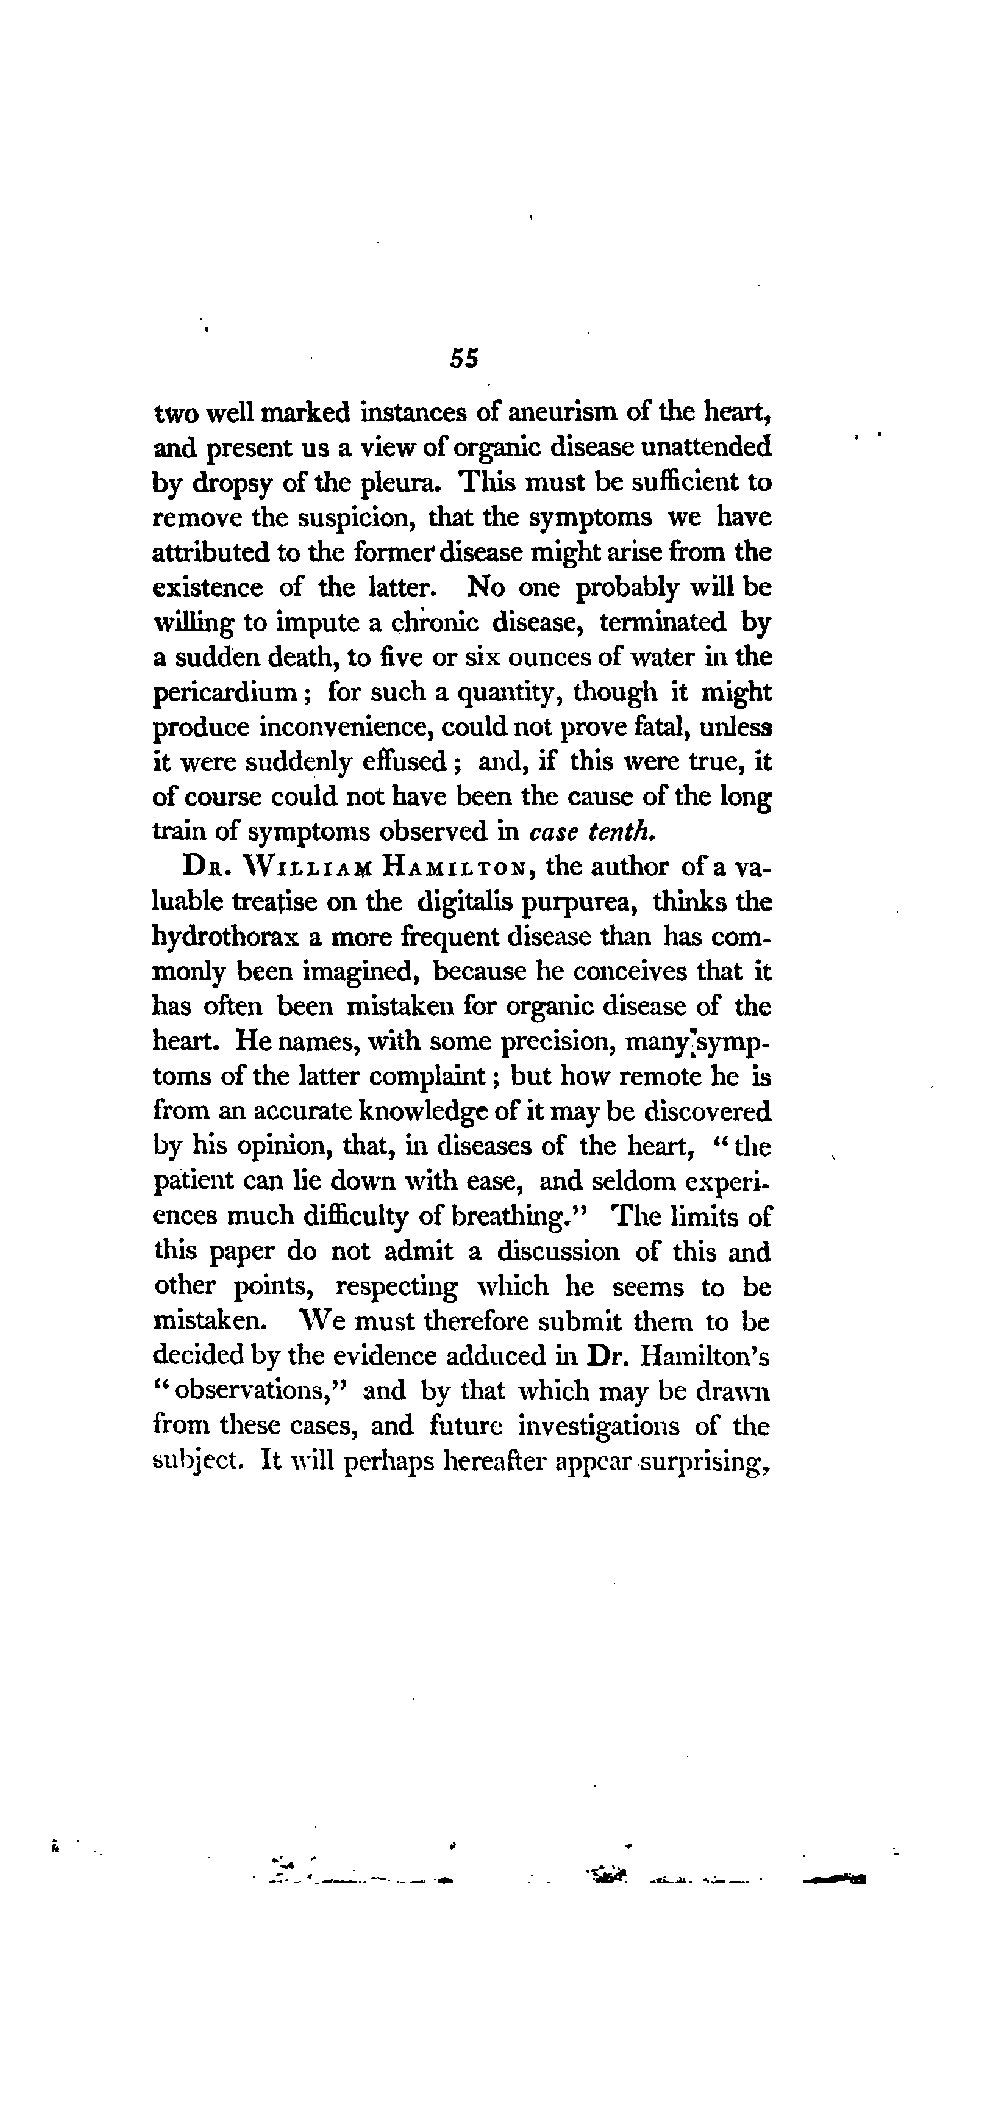 55
two well marked instances of aneurism of the heart,
and present us a view of organic disease unattended
by dropsy of the pleura. This must be sufficient to
remove the suspicion, that the symptoms we have
attributed to the former disease might arise from the
existence of the latter. No one probably will be
willing to impute a chronic disease, terminated by
a sudden death, to five or six ounces of water in the
pericardium; for such a quantity, though it might
produce inconvenience, could not prove fatal, unless
it were suddenly effused; and, if this were true, it
of course could not have been the cause of the long
train of symptoms observed in case tenth.
DR. WILLIAM HAMILTON, the author of a va-
luable treatise on the digitalis purpurea, thinks the
hydrothorax a more frequent disease than has com-
monly been imagined, because he conceives that it
has often been mistaken for organic disease of the
heart. He names, with some precision, many symp-
toms of the latter complaint; but how remote he is
from an accurate knowledge of it may be discovered
by his opinion, that, in diseases of the heart, "the
patient can lie down with ease, and seldom experi-
ences much difficulty of breathing." The limits of
this paper do not admit a discussion of this and
other points, respecting which he seems to be
mistaken. We must therefore submit them to be
decided by the evidence adduced in Dr. Hamilton's
"observations," and by that which may be drawn
from these cases, and future investigations of the
subject. It will perhaps hereafter appear surprising,